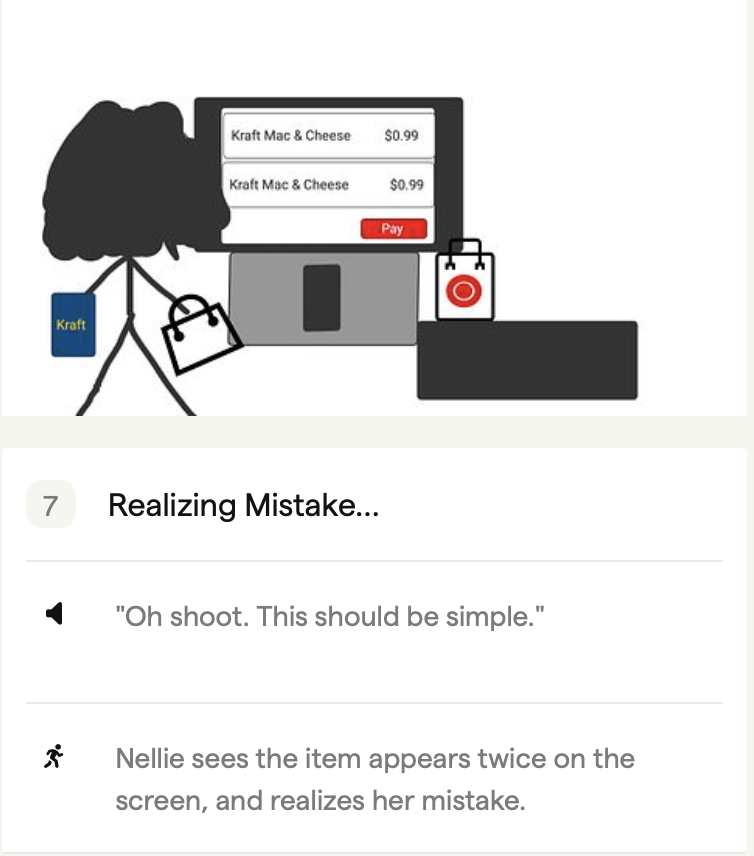 Kraft Mac & Cheese $0.99
Kraft Mac & Cheese $0.99
Pay
Kraft
7 Realizing Mistake...
"Oh shoot. This should be simple."
Nellie sees the item appears twice on the
screen, and realizes her mistake.